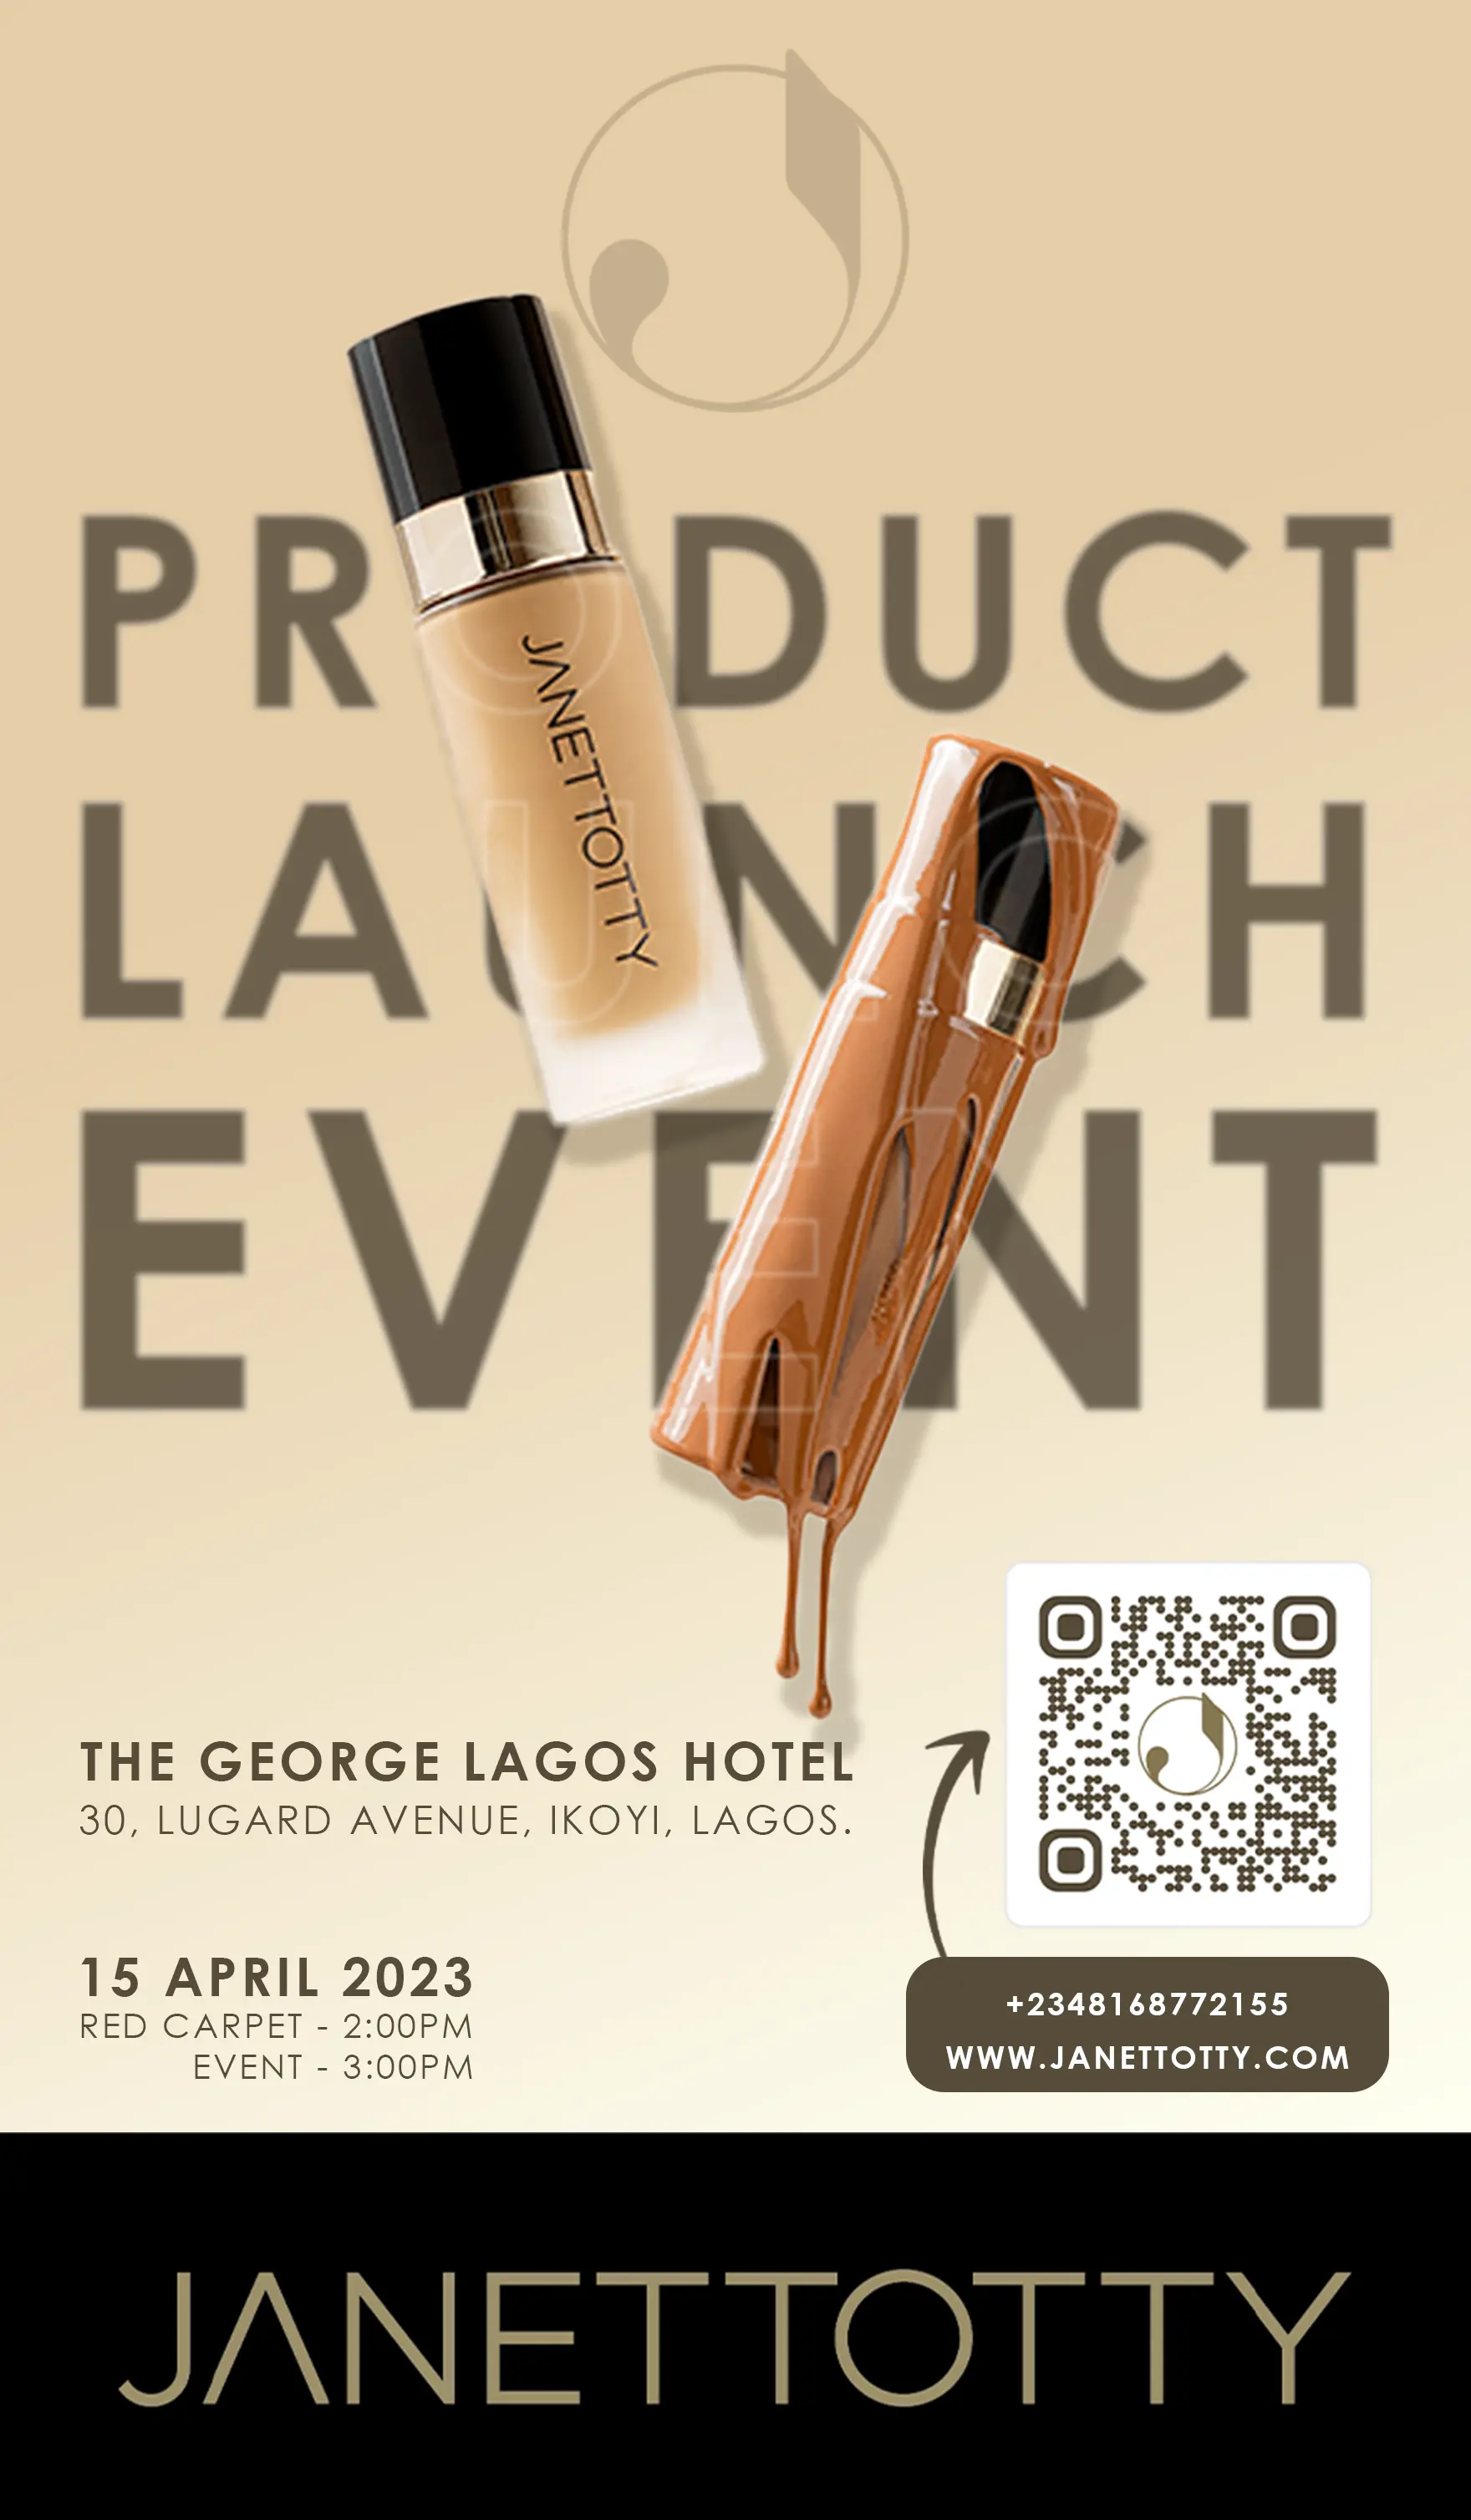 PRODUCT
JANETTOTTY
LAUNCH
EVENT
THE GEORGE LAGOS HOTEL
30, LUGARD AVENUE, IKOYI, LAGOS.
15 APRIL 2023
RED CARPET - 2:00PM
EVENT - 3:00PM
+2348168772155
WWW.JANETTOTTY.COM
JANETTOTTY